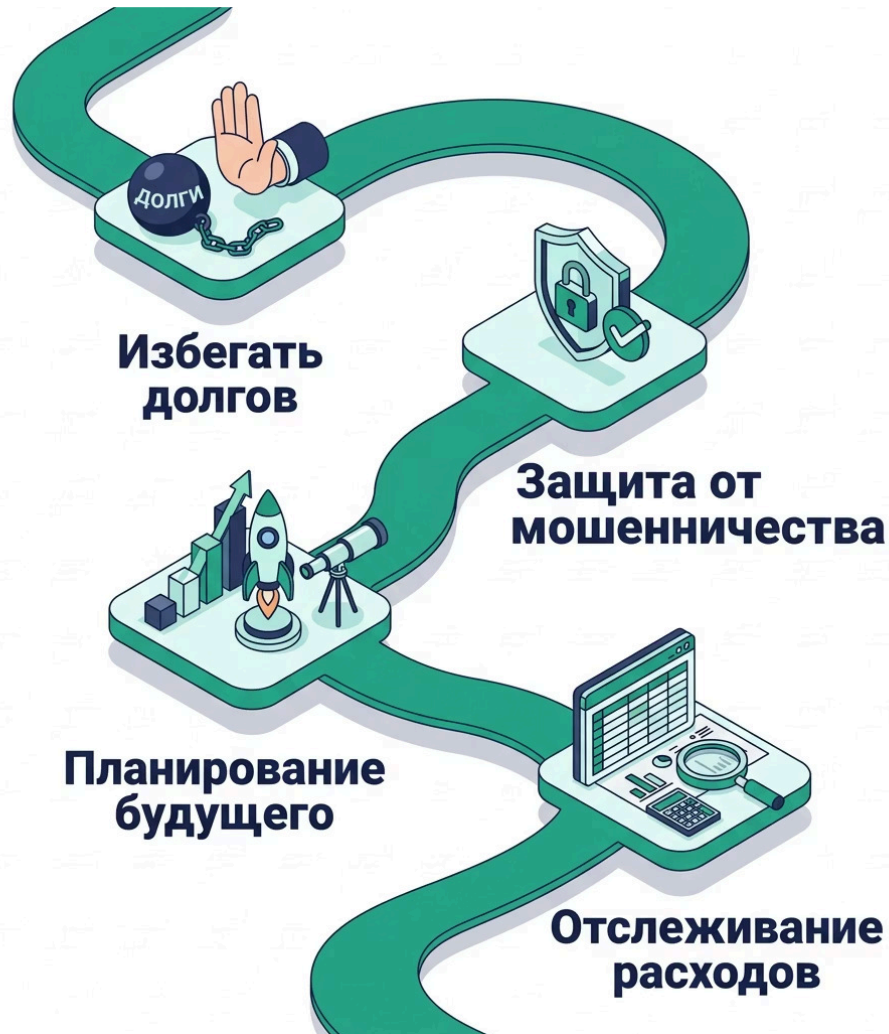 ДОЛГИ
Избегать
долгов
Защита от
мошенничества
Планирование
будущего
Отслеживание
расходов